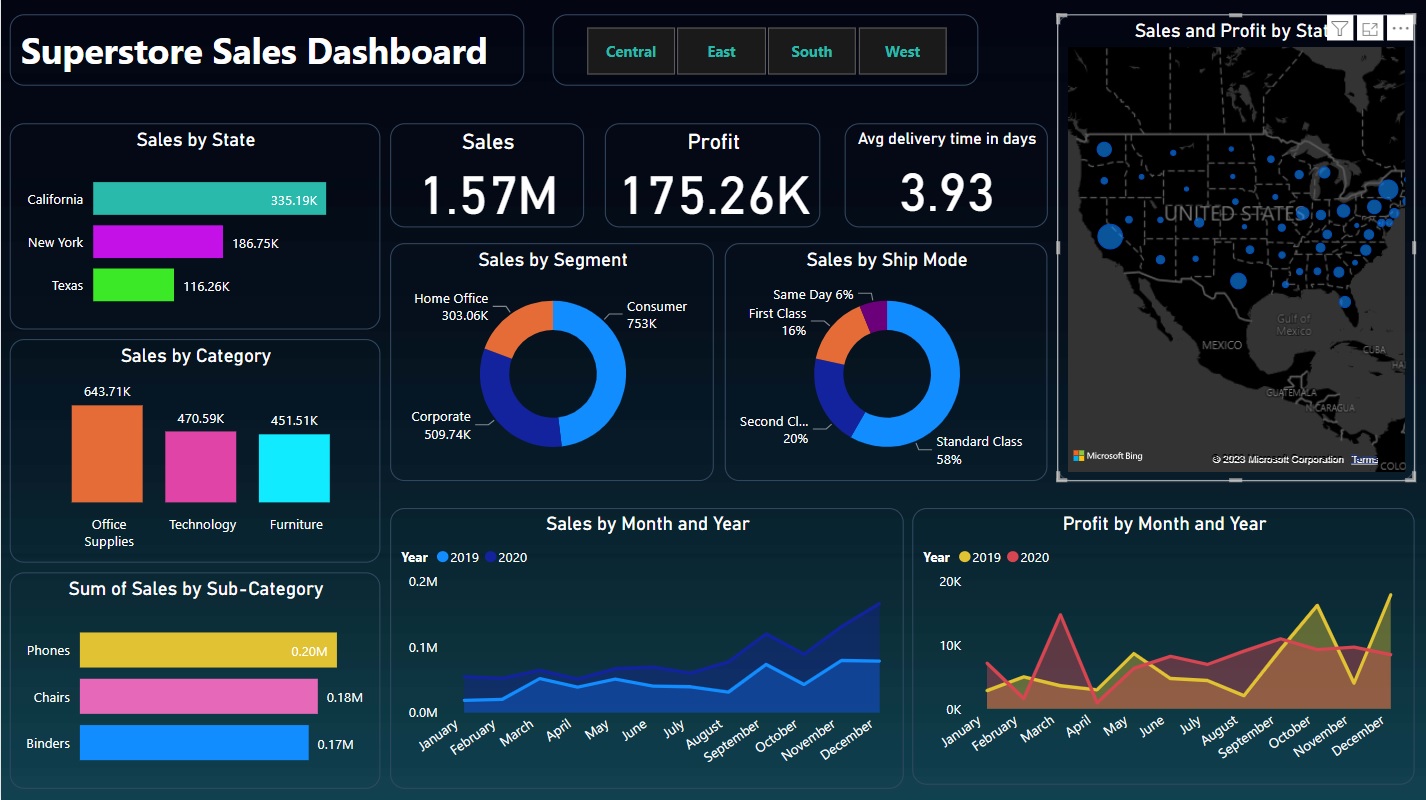 Superstore Sales Dashboard
Central
East
South
West
Sales and Profit by Stat
Sales by State
California
335.19K
New York
186.75K
Texas
116.26K
Sales
1.57M
Profit
175.26K
Avg delivery time in days
3.93
Sales by Segment
Home Office
303.06K
Consumer
753K
Corporate
509.74K
Sales by Ship Mode
Same Day 6%
First Class
16%
Second Cl...
20%
Standard Class
58%
UNITED STATES
Gulf of
Mexico
MEXICO
CUBA
HA
GUATEMALA
NICARAGUA
Microsoft Bing
© 2023 Microsoft Corporation
Terms
COLO
Sales by Category
643.71K
470.59K
451.51K
Office
Supplies
Technology
Furniture
Sum of Sales by Sub-Category
Phones
0.20M
Chairs
0.18M
Binders
0.17M
Sales by Month and Year
Year
2019
2020
0.2M
0.1M
0.0M
January
February
March
April
May
June
July
August
September
October
November
December
Profit by Month and Year
Year
2019
2020
20K
10K
0K
January
February
March
April
May
June
July
August
September
October
November
December